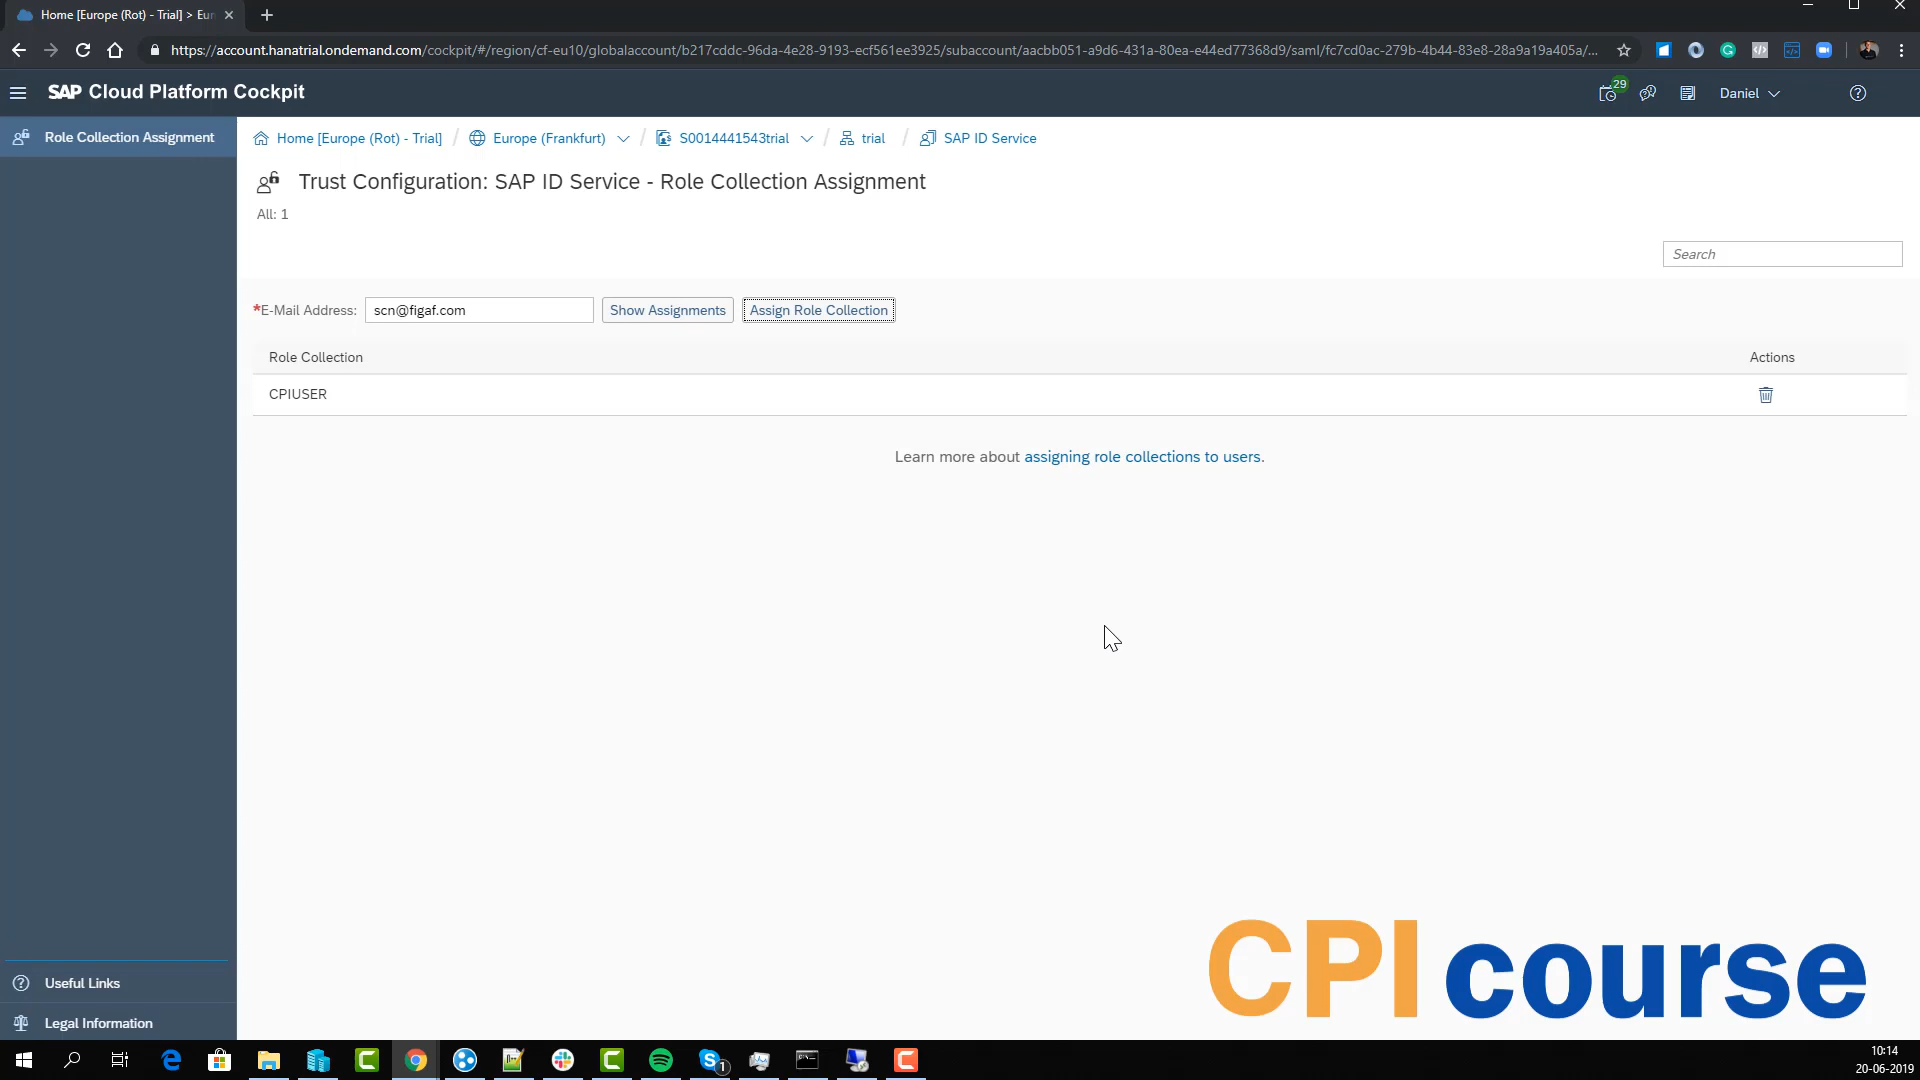 Home [Europe (Rot) - Trial] > Eur
https://account.hanatrial.ondemand.com/cockpit/#/region/cf-eu10/globalaccount/b217cddc-96da-4e28-9193-ecf561ee3925/subaccount/aacbb051-a9d6-431a-80ea-e44ed77368d9/saml/fc7cd0ac-279b-4b44-83e8-28a9a19a405a/...
SAP Cloud Platform Cockpit
29
Daniel
Role Collection Assignment
Home [Europe (Rot) - Trial] / Europe (Frankfurt) / S0014441543trial / trial / SAP ID Service
Trust Configuration: SAP ID Service - Role Collection Assignment
All: 1
Search
*E-Mail Address: scn@figaf.com Show Assignments Assign Role Collection
Role Collection Actions
CPIUSER
Learn more about assigning role collections to users.
CPI course
Useful Links
Legal Information
1
10:14
20-06-2019